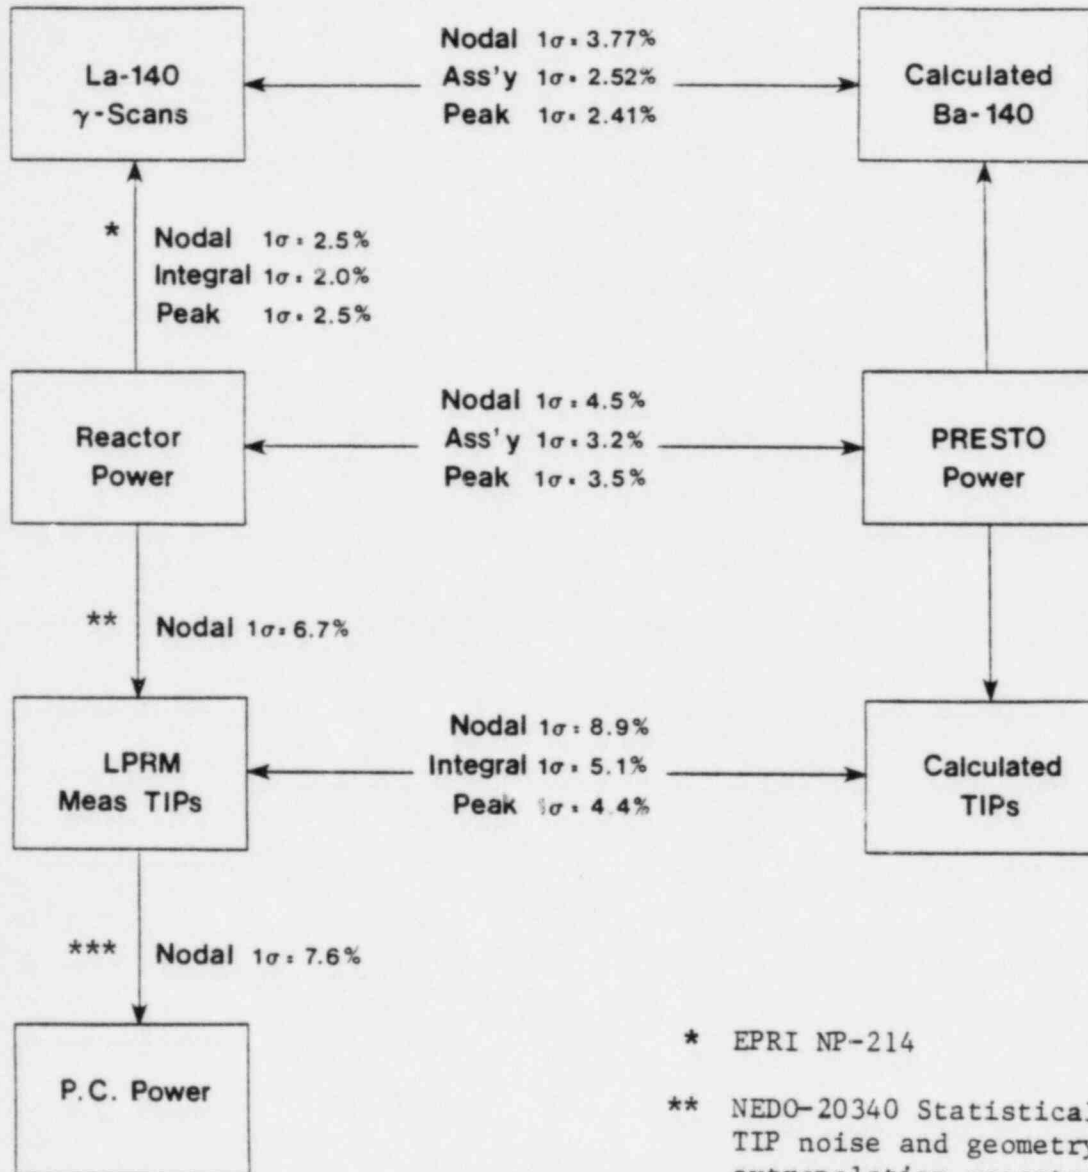 La-140
γ-Scans
Nodal 1σ = 3.77%
Ass'y 1σ = 2.52%
Peak 1σ = 2.41%
Calculated
Ba-140
*
Nodal 1σ = 2.5%
Integral 1σ = 2.0%
Peak 1σ = 2.5%
Reactor
Power
Nodal 1σ = 4.5%
Ass'y 1σ = 3.2%
Peak 1σ = 3.5%
PRESTO
Power
** Nodal 1σ = 6.7%
LPRM
Meas TIPs
Nodal 1σ = 8.9%
Integral 1σ = 5.1%
Peak 1σ = 4.4%
Calculated
TIPs
*** Nodal 1σ = 7.6%
P.C. Power
* EPRI NP-214
** NEDO-20340 Statistical
TIP noise and geometry